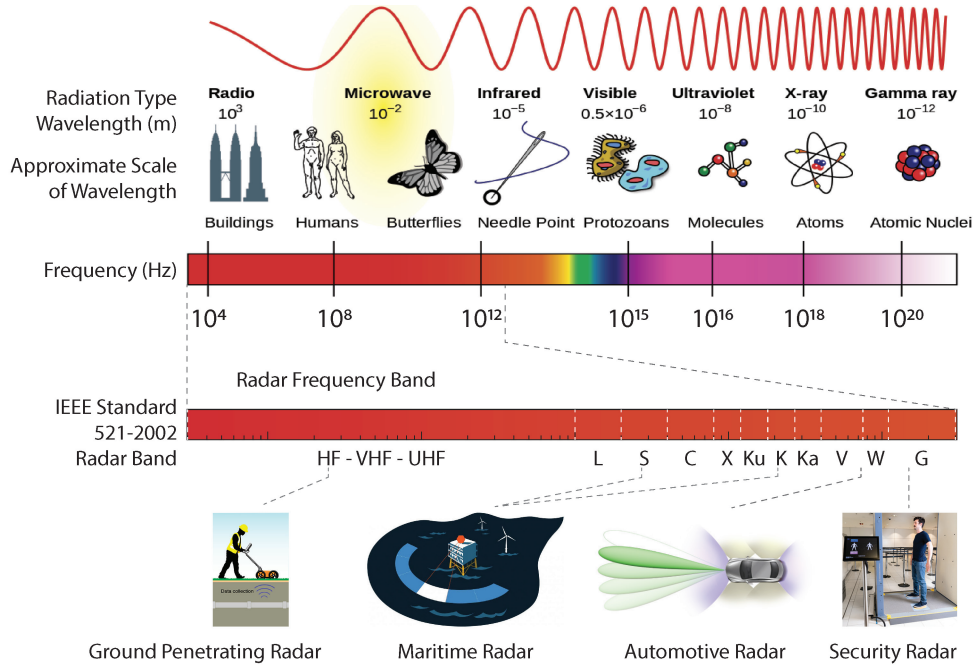 Radiation Type
Wavelength (m)
Radio
10³
Microwave
10⁻²
Infrared
10⁻⁵
Visible
0.5×10⁻⁶
Ultraviolet
10⁻⁸
X-ray
10⁻¹⁰
Gamma ray
10⁻¹²
Approximate Scale
of Wavelength
Buildings Humans Butterflies Needle Point Protozoans Molecules Atoms Atomic Nuclei
Frequency (Hz)
10⁴ 10⁸ 10¹² 10¹⁵ 10¹⁶ 10¹⁸ 10²⁰
Radar Frequency Band
IEEE Standard
521-2002
Radar Band
HF - VHF - UHF L S C X Ku K Ka V W G
Data collection
Ground Penetrating Radar Maritime Radar Automotive Radar Security Radar